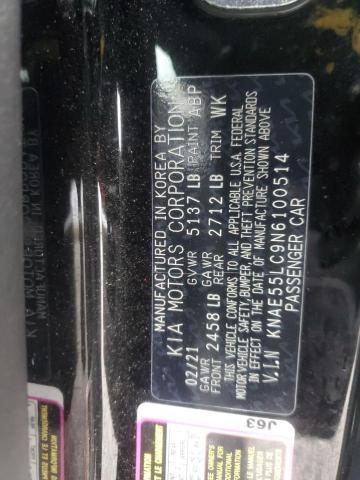 MANUFACTURED IN KOREA BY
KIA MOTORS CORPORATION
02/21 GVWR 5137 LB PAINT ABP
GAWR FRONT 2458 LB GAWR REAR 2712 LB TRIM WK
THIS VEHICLE CONFORMS TO ALL APPLICABLE U.S.A. FEDERAL
MOTOR VEHICLE SAFETY, BUMPER, AND THEFT PREVENTION STANDARDS
IN EFFECT ON THE DATE OF MANUFACTURE SHOWN ABOVE
V.I.N KNAE55LC9N6100514
PASSENGER CAR
J63